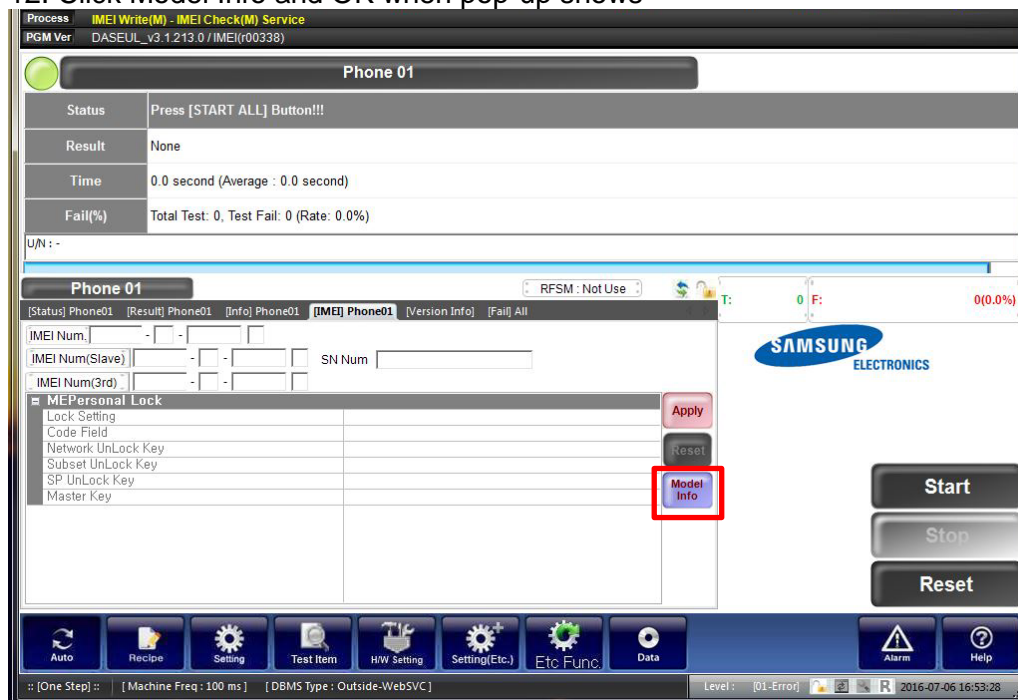 12. Click Model Info and OK when pop-up shows
Process IMEI Write(M) - IMEI Check(M) Service
PGM Ver DASEUL_v3.1.213.0 / IMEI(r00338)
Phone 01
Status Press [START ALL] Button!!!
Result None
Time 0.0 second (Average : 0.0 second)
Fail(%) Total Test: 0, Test Fail: 0 (Rate: 0.0%)
U/N : -
Phone 01 RFSM : Not Use
[Status] Phone01 [Result] Phone01 [Info] Phone01 [IMEI] Phone01 [Version Info] [Fail] All
T: 0 F: 0(0.0%)
IMEI Num. - -
IMEI Num(Slave) - - SN Num
IMEI Num(3rd) - -
SAMSUNG
ELECTRONICS
MEPersonal Lock
Lock Setting
Code Field
Network UnLock Key
Subset UnLock Key
SP UnLock Key
Master Key
Apply
Reset
Model
Info
Start
Stop
Reset
Auto Recipe Setting Test Item H/W Setting Setting(Etc.) Etc Func. Data Alarm Help
:: [One Step] :: [ Machine Freq : 100 ms ] [ DBMS Type : Outside-WebSVC ] Level : [01-Error] R 2016-07-06 16:53:28